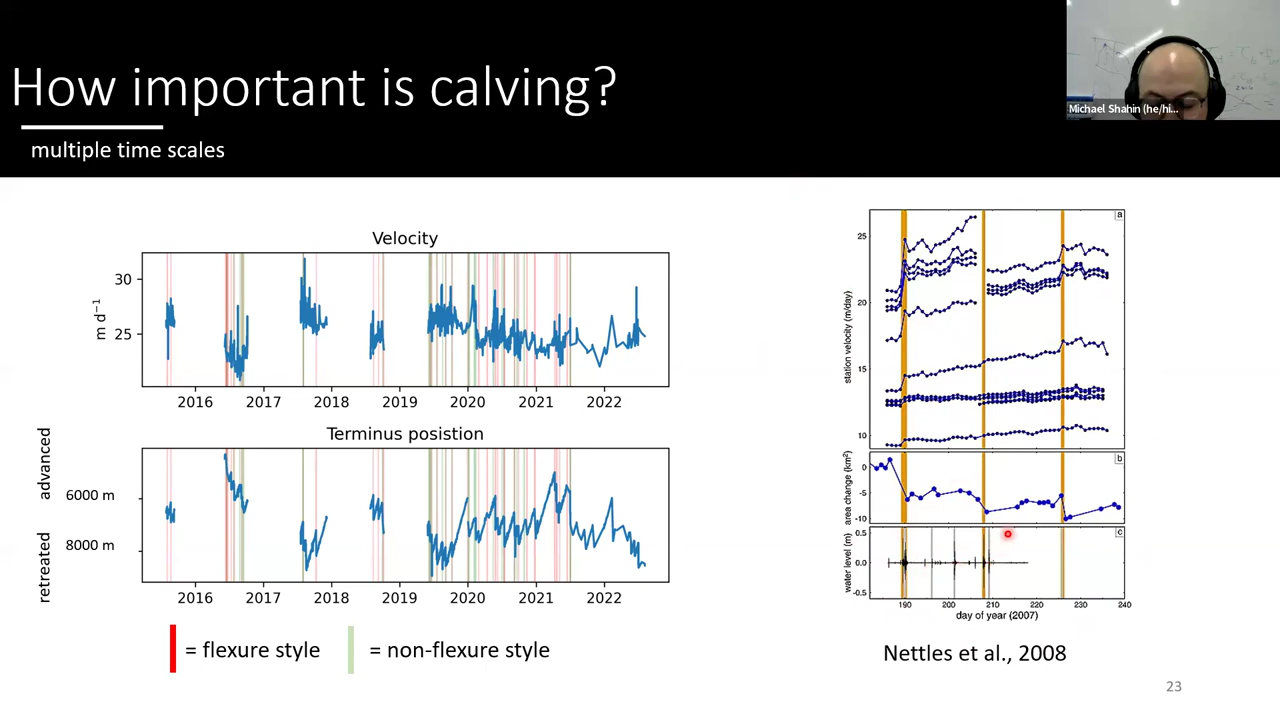 How important is calving?
multiple time scales
Michael Shahin (he/hi...
Velocity
30
25
m d⁻¹
2016 2017 2018 2019 2020 2021 2022
Terminus posistion
advanced
retreated
6000 m
8000 m
2016 2017 2018 2019 2020 2021 2022
= flexure style
= non-flexure style
a
25
20
15
10
station velocity (m/day)
b
0
-5
-10
area change (km²)
c
0.5
0.0
-0.5
water level (m)
190 200 210 220 230 240
day of year (2007)
Nettles et al., 2008
23